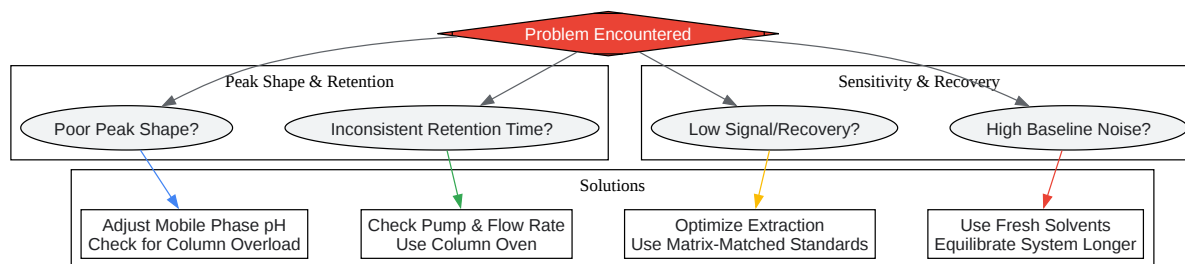 Problem Encountered
Peak Shape & Retention
Sensitivity & Recovery
Poor Peak Shape?
Inconsistent Retention Time?
Low Signal/Recovery?
High Baseline Noise?
Solutions
Adjust Mobile Phase pH
Check for Column Overload
Check Pump & Flow Rate
Use Column Oven
Optimize Extraction
Use Matrix-Matched Standards
Use Fresh Solvents
Equilibrate System Longer